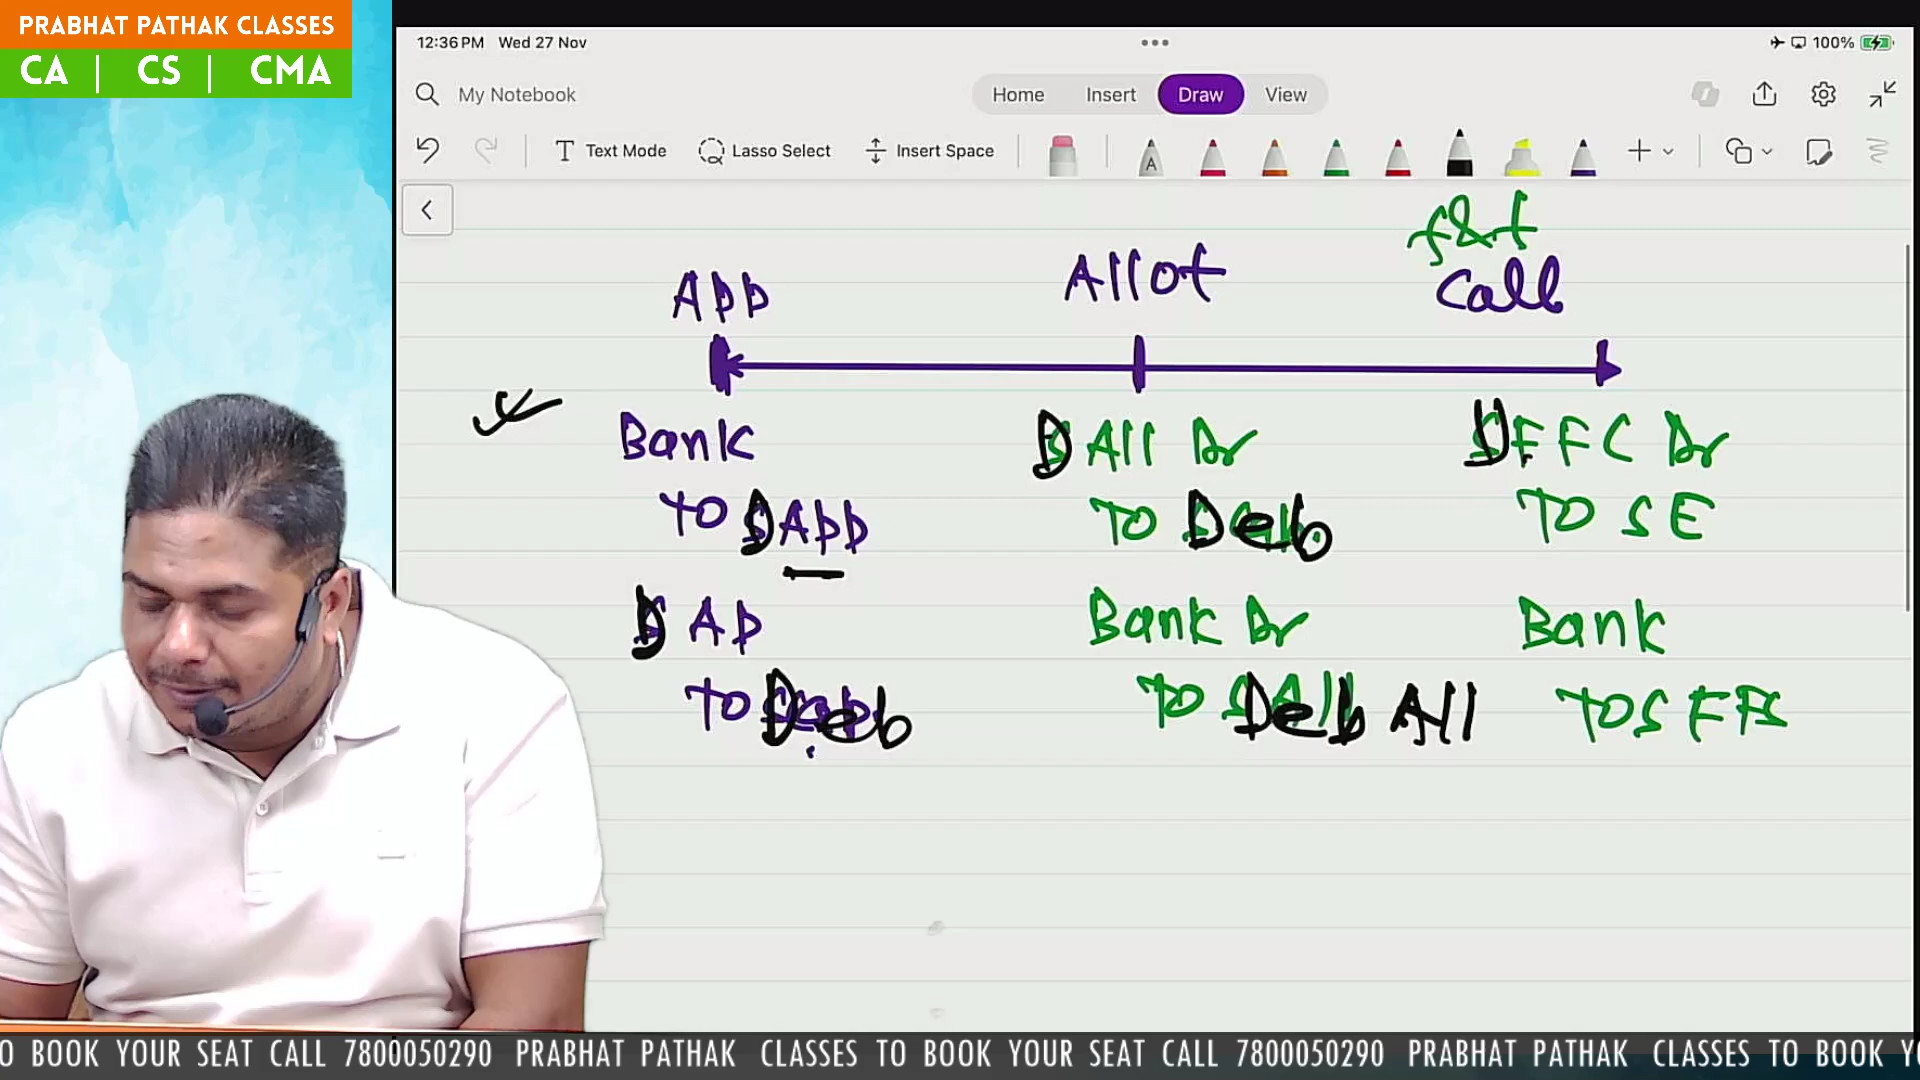 PRABHAT PATHAK CLASSES
CA | CS | CMA
12:36 PM Wed 27 Nov
100%
My Notebook
Home Insert Draw View
Text Mode Lasso Select Insert Space
A
f&f
App Allot Call
Bank D All Dr D F F C Dr
TO D App TO Deb TO S E
D AP Bank Dr Bank
TO Deb TO Deb All TO S F F S
O BOOK YOUR SEAT CALL 7800050290 PRABHAT PATHAK CLASSES TO BOOK YOUR SEAT CALL 7800050290 PRABHAT PATHAK CLASSES TO BOOK